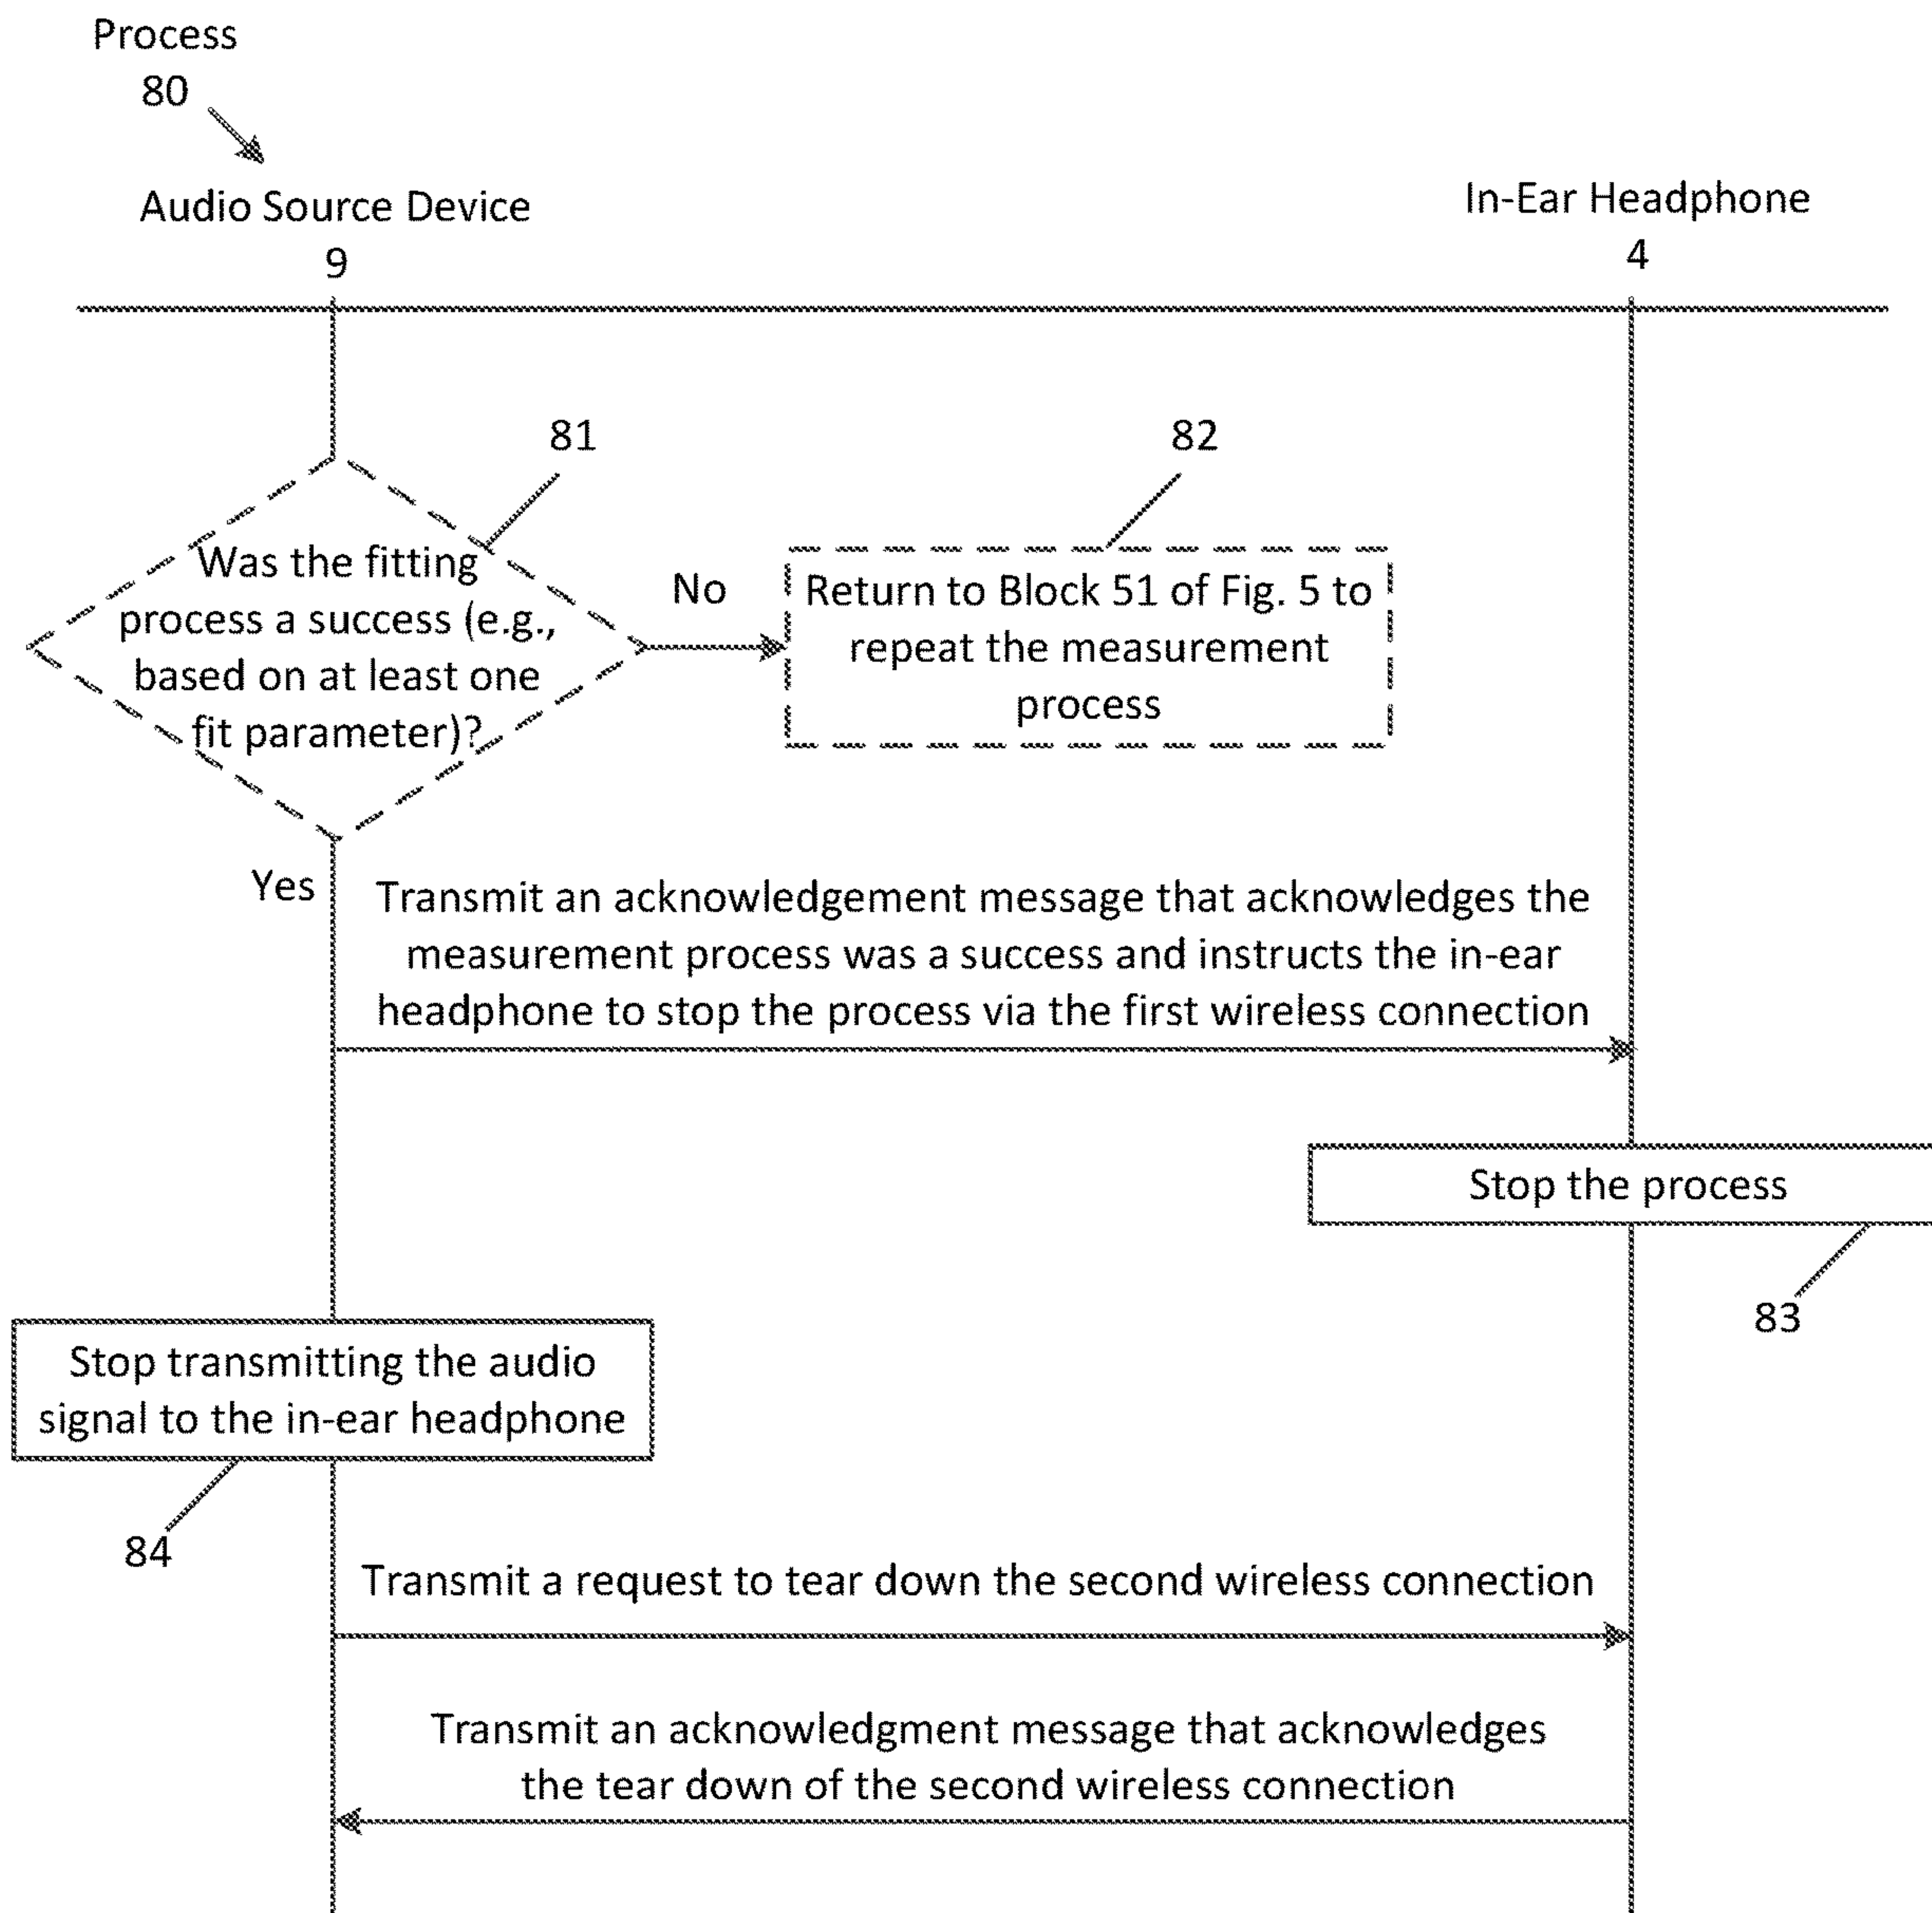 Process
80
Audio Source Device
9
In-Ear Headphone
4
81
82
Was the fitting
process a success (e.g.,
based on at least one
fit parameter)?
No
Return to Block 51 of Fig. 5 to
repeat the measurement
process
Yes
Transmit an acknowledgement message that acknowledges the
measurement process was a success and instructs the in-ear
headphone to stop the process via the first wireless connection
Stop the process
83
Stop transmitting the audio
signal to the in-ear headphone
84
Transmit a request to tear down the second wireless connection
Transmit an acknowledgment message that acknowledges
the tear down of the second wireless connection